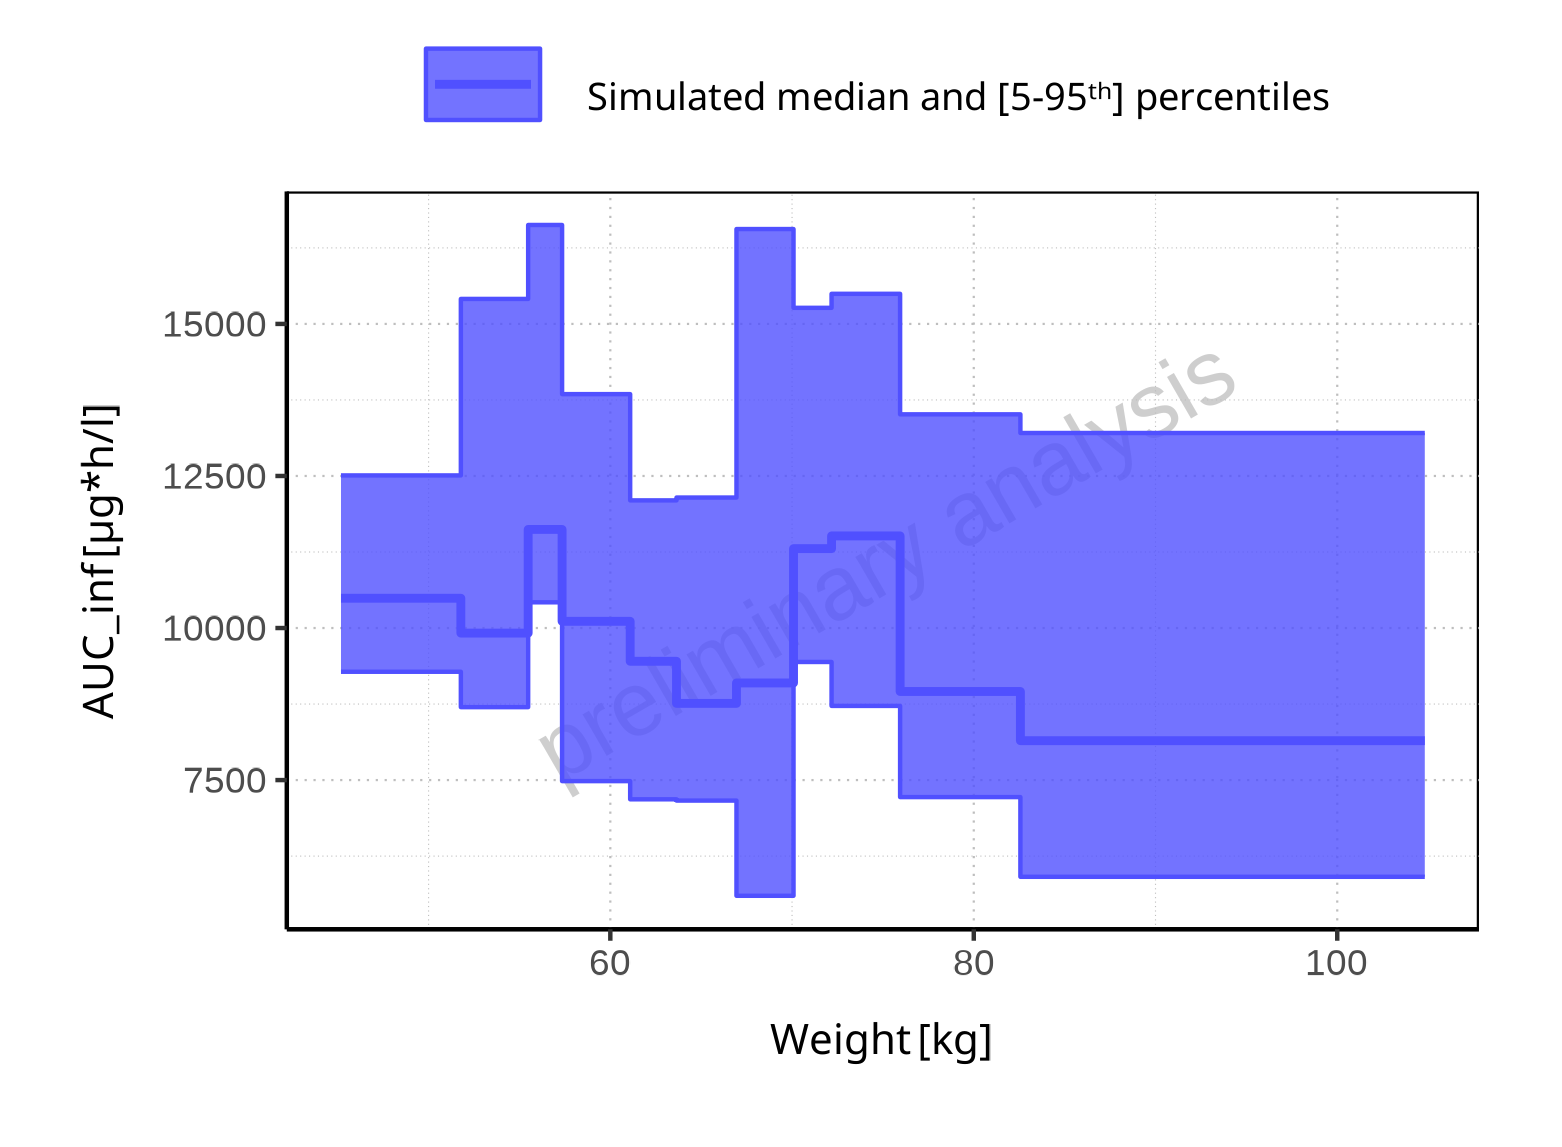 Simulated median and [5-95ᵗʰ] percentiles
15000
12500
10000
7500
AUC_inf [µg*h/l]
preliminary analysis
60 80 100
Weight [kg]